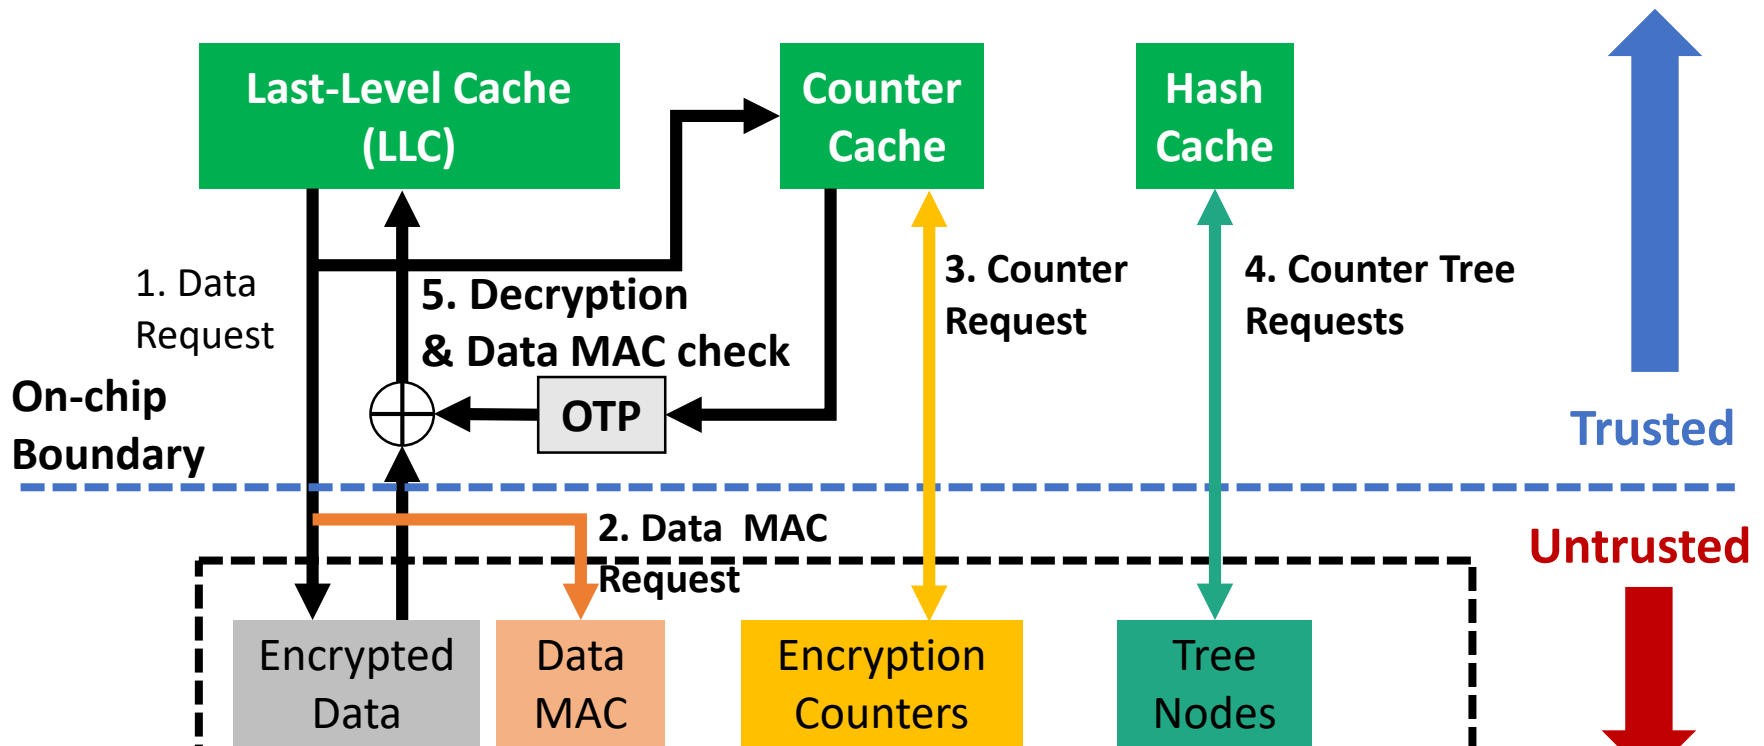 Last-Level Cache
(LLC)
Counter
Cache
Hash
Cache
1. Data
Request
5. Decryption
& Data MAC check
3. Counter
Request
4. Counter Tree
Requests
On-chip
Boundary
OTP
Trusted
2. Data  MAC
Request
Untrusted
Encrypted
Data
Data
MAC
Encryption
Counters
Tree
Nodes